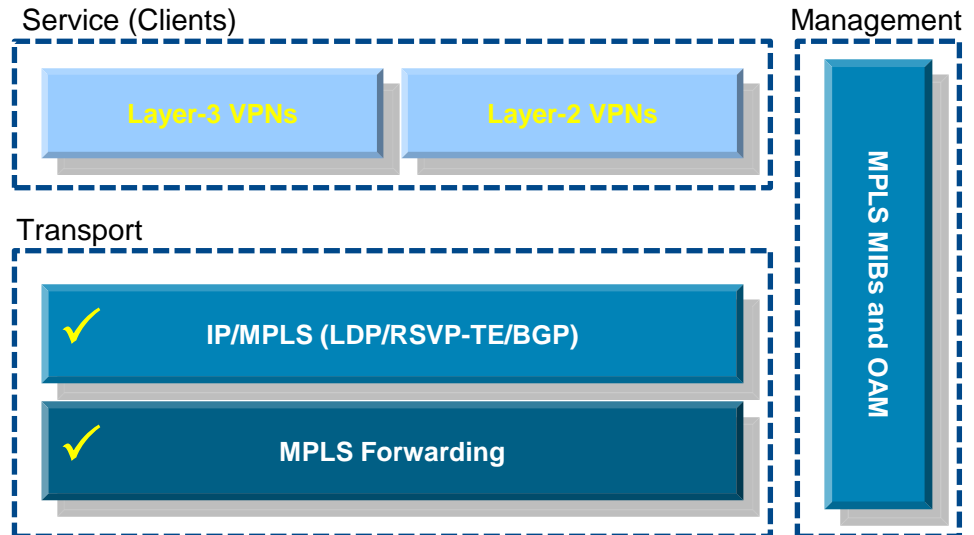 Service (Clients)
Management
Layer-3 VPNs
Layer-2 VPNs
MPLS MIBs and OAM
Transport
IP/MPLS (LDP/RSVP-TE/BGP)
MPLS Forwarding